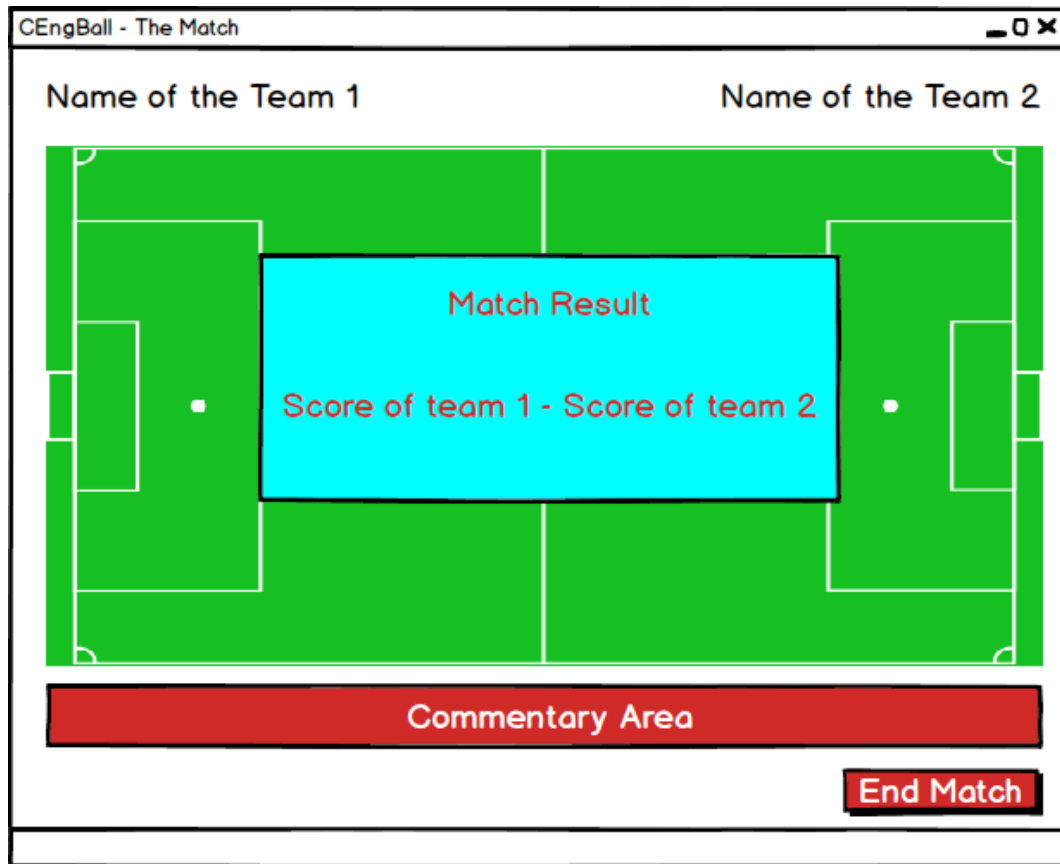 CEngBall - The Match
Name of the Team 1
Name of the Team 2
Match Result
Score of team 1 - Score of team 2
Commentary Area
End Match